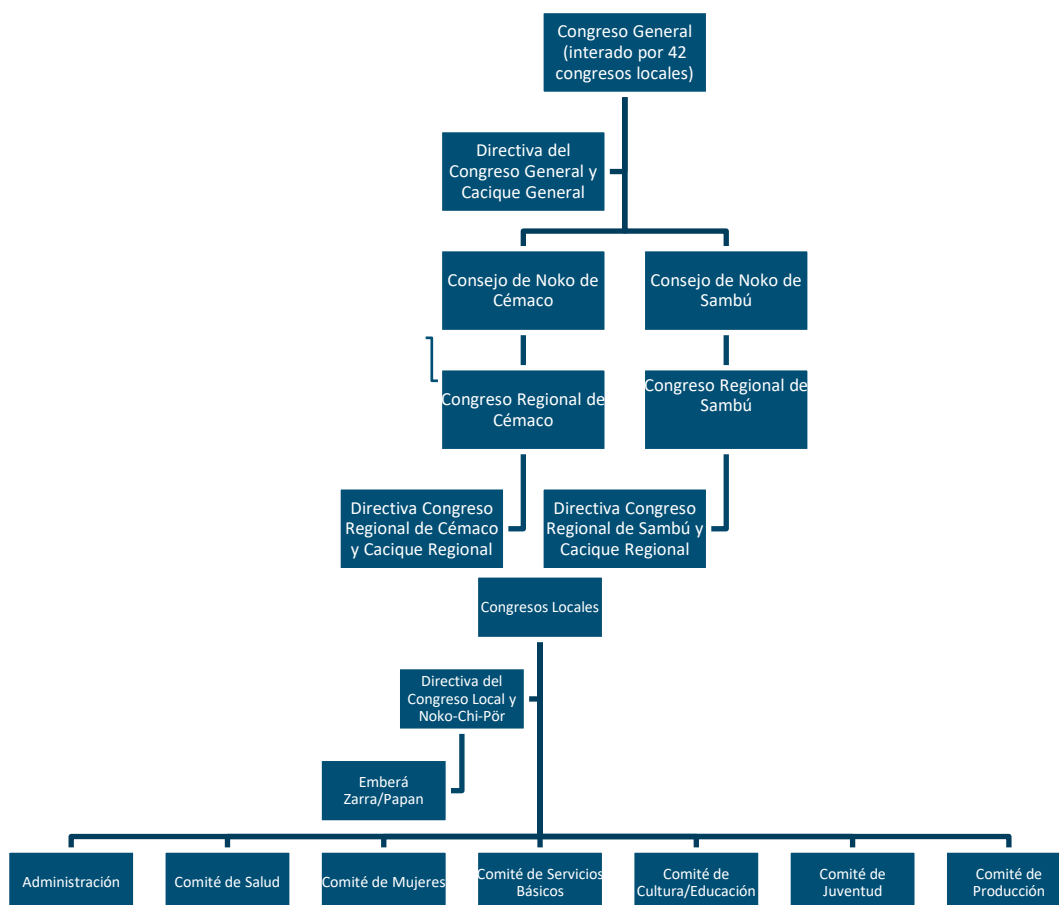 Congreso General
(interado por 42
congresos locales)
Directiva del
Congreso General y
Cacique General
Consejo de Noko de
Cémaco
Consejo de Noko de
Sambú
Congreso Regional de
Cémaco
Congreso Regional de
Sambú
Directiva Congreso
Regional de Cémaco
y Cacique Regional
Directiva Congreso
Regional de Sambú y
Cacique Regional
Congresos Locales
Directiva del
Congreso Local y
Noko-Chi-Pör
Emberá
Zarra/Papan
Administración
Comité de Salud
Comité de Mujeres
Comité de Servicios
Básicos
Comité de
Cultura/Educación
Comité de
Juventud
Comité de
Producción